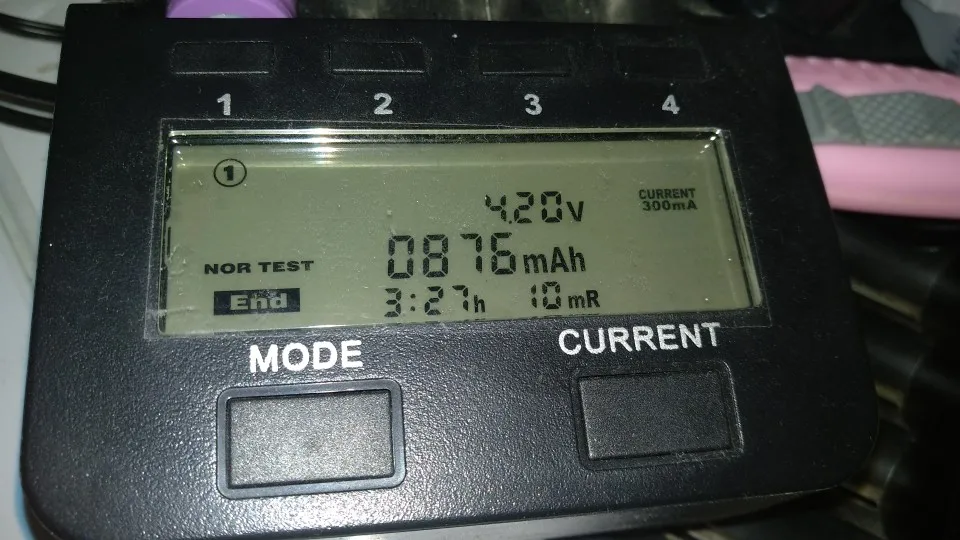 1 2 3 4
1
4.20V
CURRENT
300mA
0876mAh
NOR TEST
End
3:27h 10mR
MODE
CURRENT